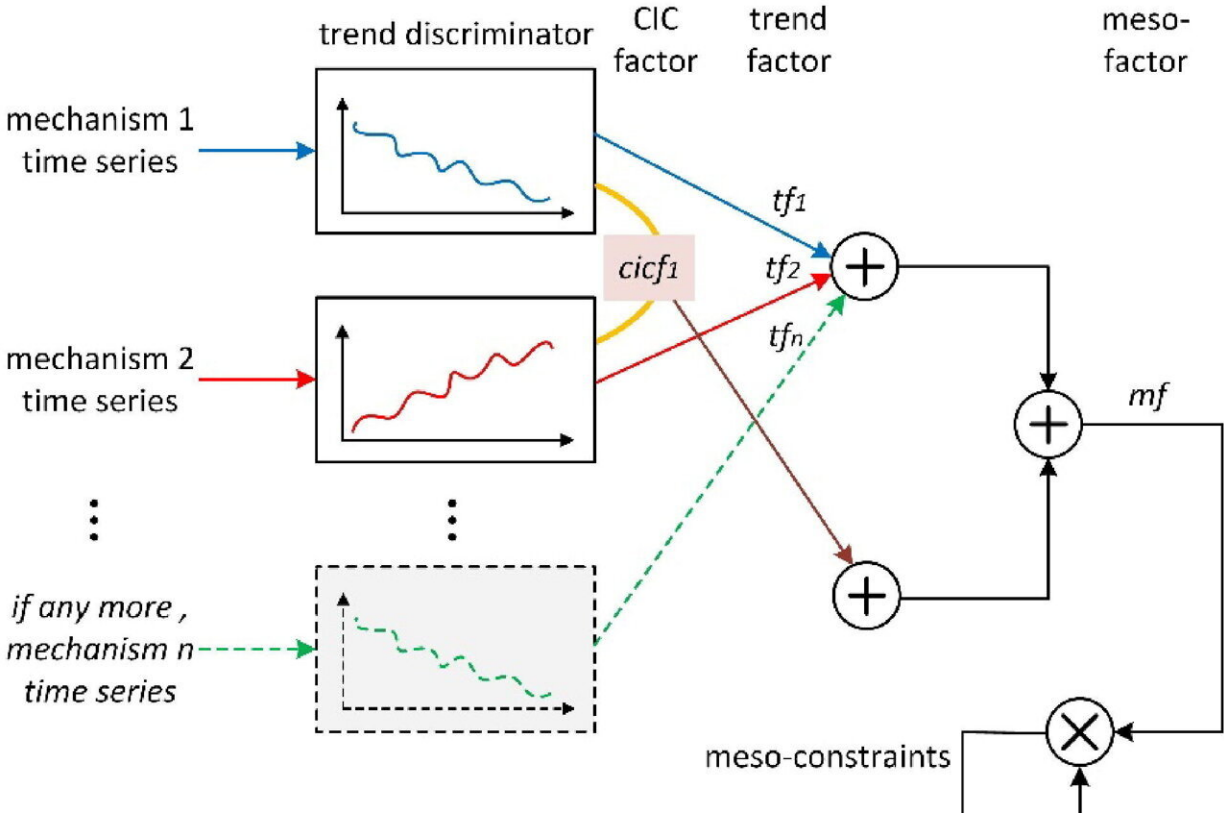 trend discriminator
CIC
factor
trend
factor
meso-
factor
mechanism 1
time series
tf1
cicf1
tf2
mechanism 2
time series
tfn
mf
if any more ,
mechanism n
time series
meso-constraints